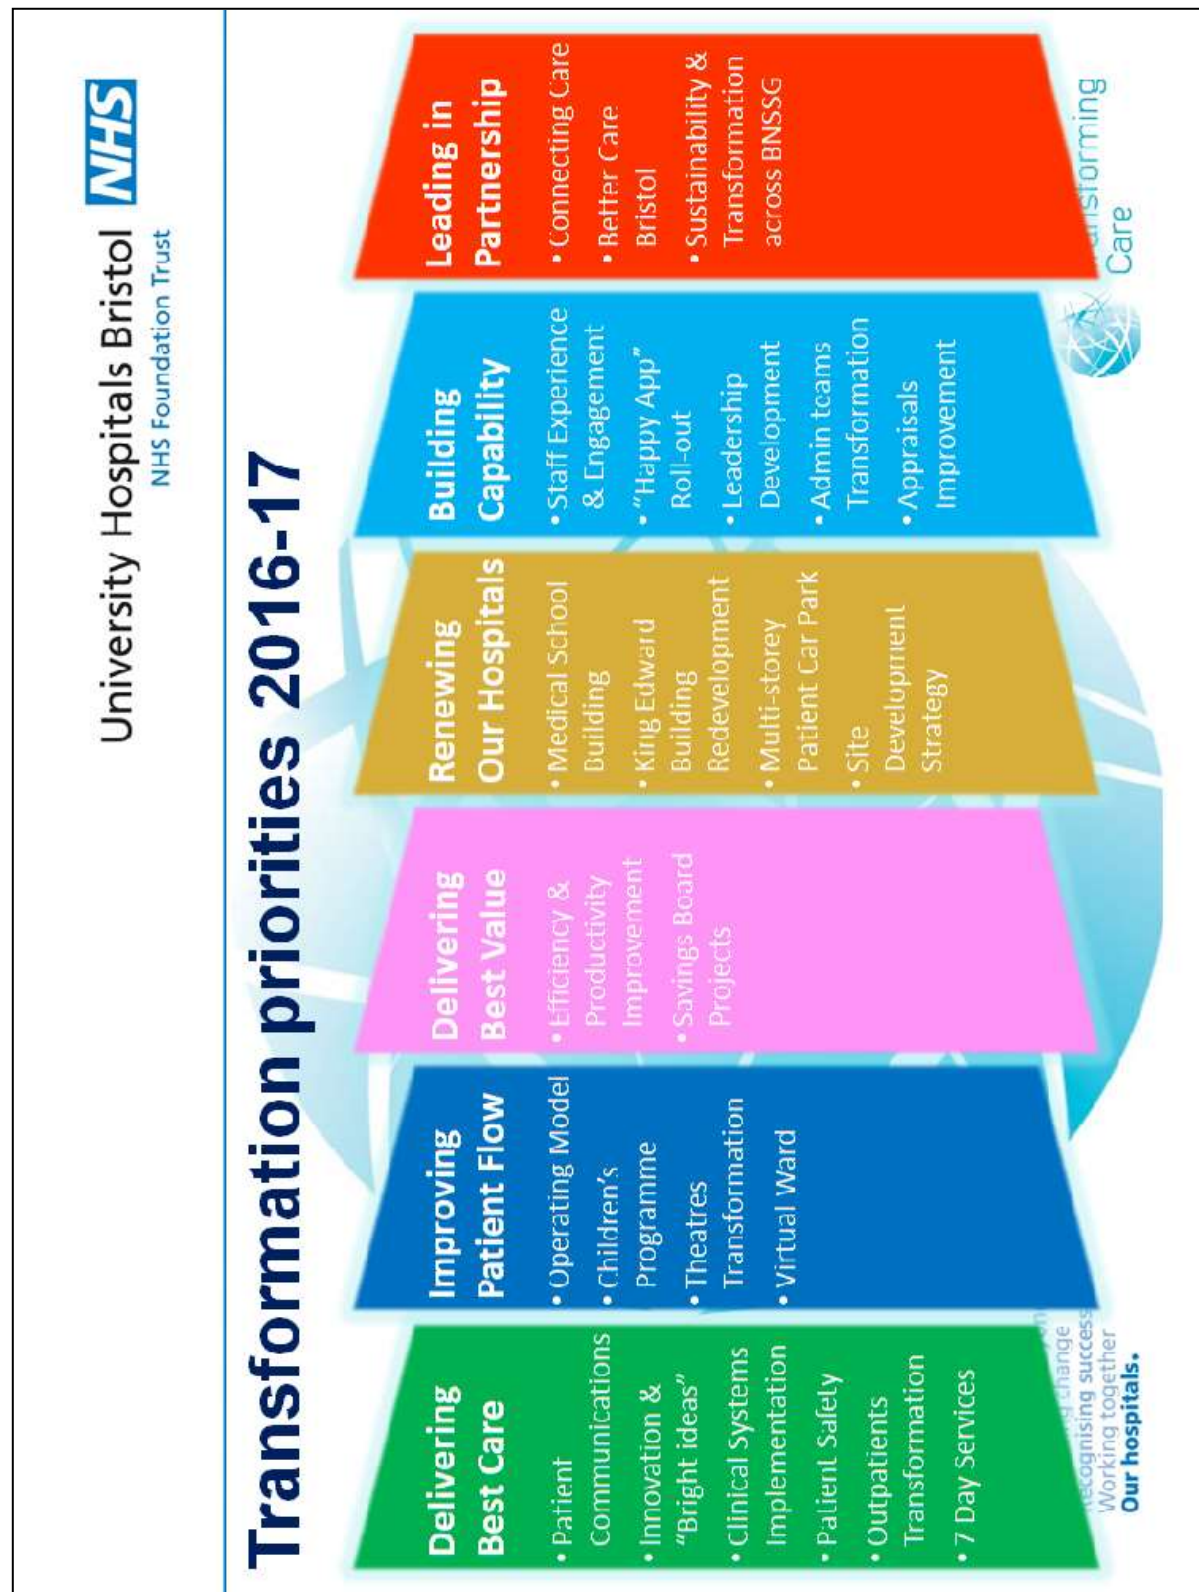 University Hospitals Bristol NHS
NHS Foundation Trust
Transformation priorities 2016-17
Delivering
Best Care
• Patient
Communications
• Innovation &
"Bright ideas"
• Clinical Systems
Implementation
• Patient Safety
• Outpatients
Transformation
• 7 Day Services
Improving
Patient Flow
• Operating Model
• Children's
Programme
• Theatres
Transformation
• Virtual Ward
Delivering
Best Value
• Efficiency &
Productivity
Improvement
• Savings Board
Projects
Renewing
Our Hospitals
• Medical School
Building
• King Edward
Building
Redevelopment
• Multi-storey
Patient Car Park
• Site
Development
Strategy
Building
Capability
• Staff Experience
& Engagement
• "Happy App"
Roll-out
• Leadership
Development
• Admin teams
Transformation
• Appraisals
Improvement
Leading in
Partnership
• Connecting Care
• Better Care
Bristol
• Sustainability &
Transformation
across BNSSG
change
Recognising success
Working together
Our hospitals.
Care